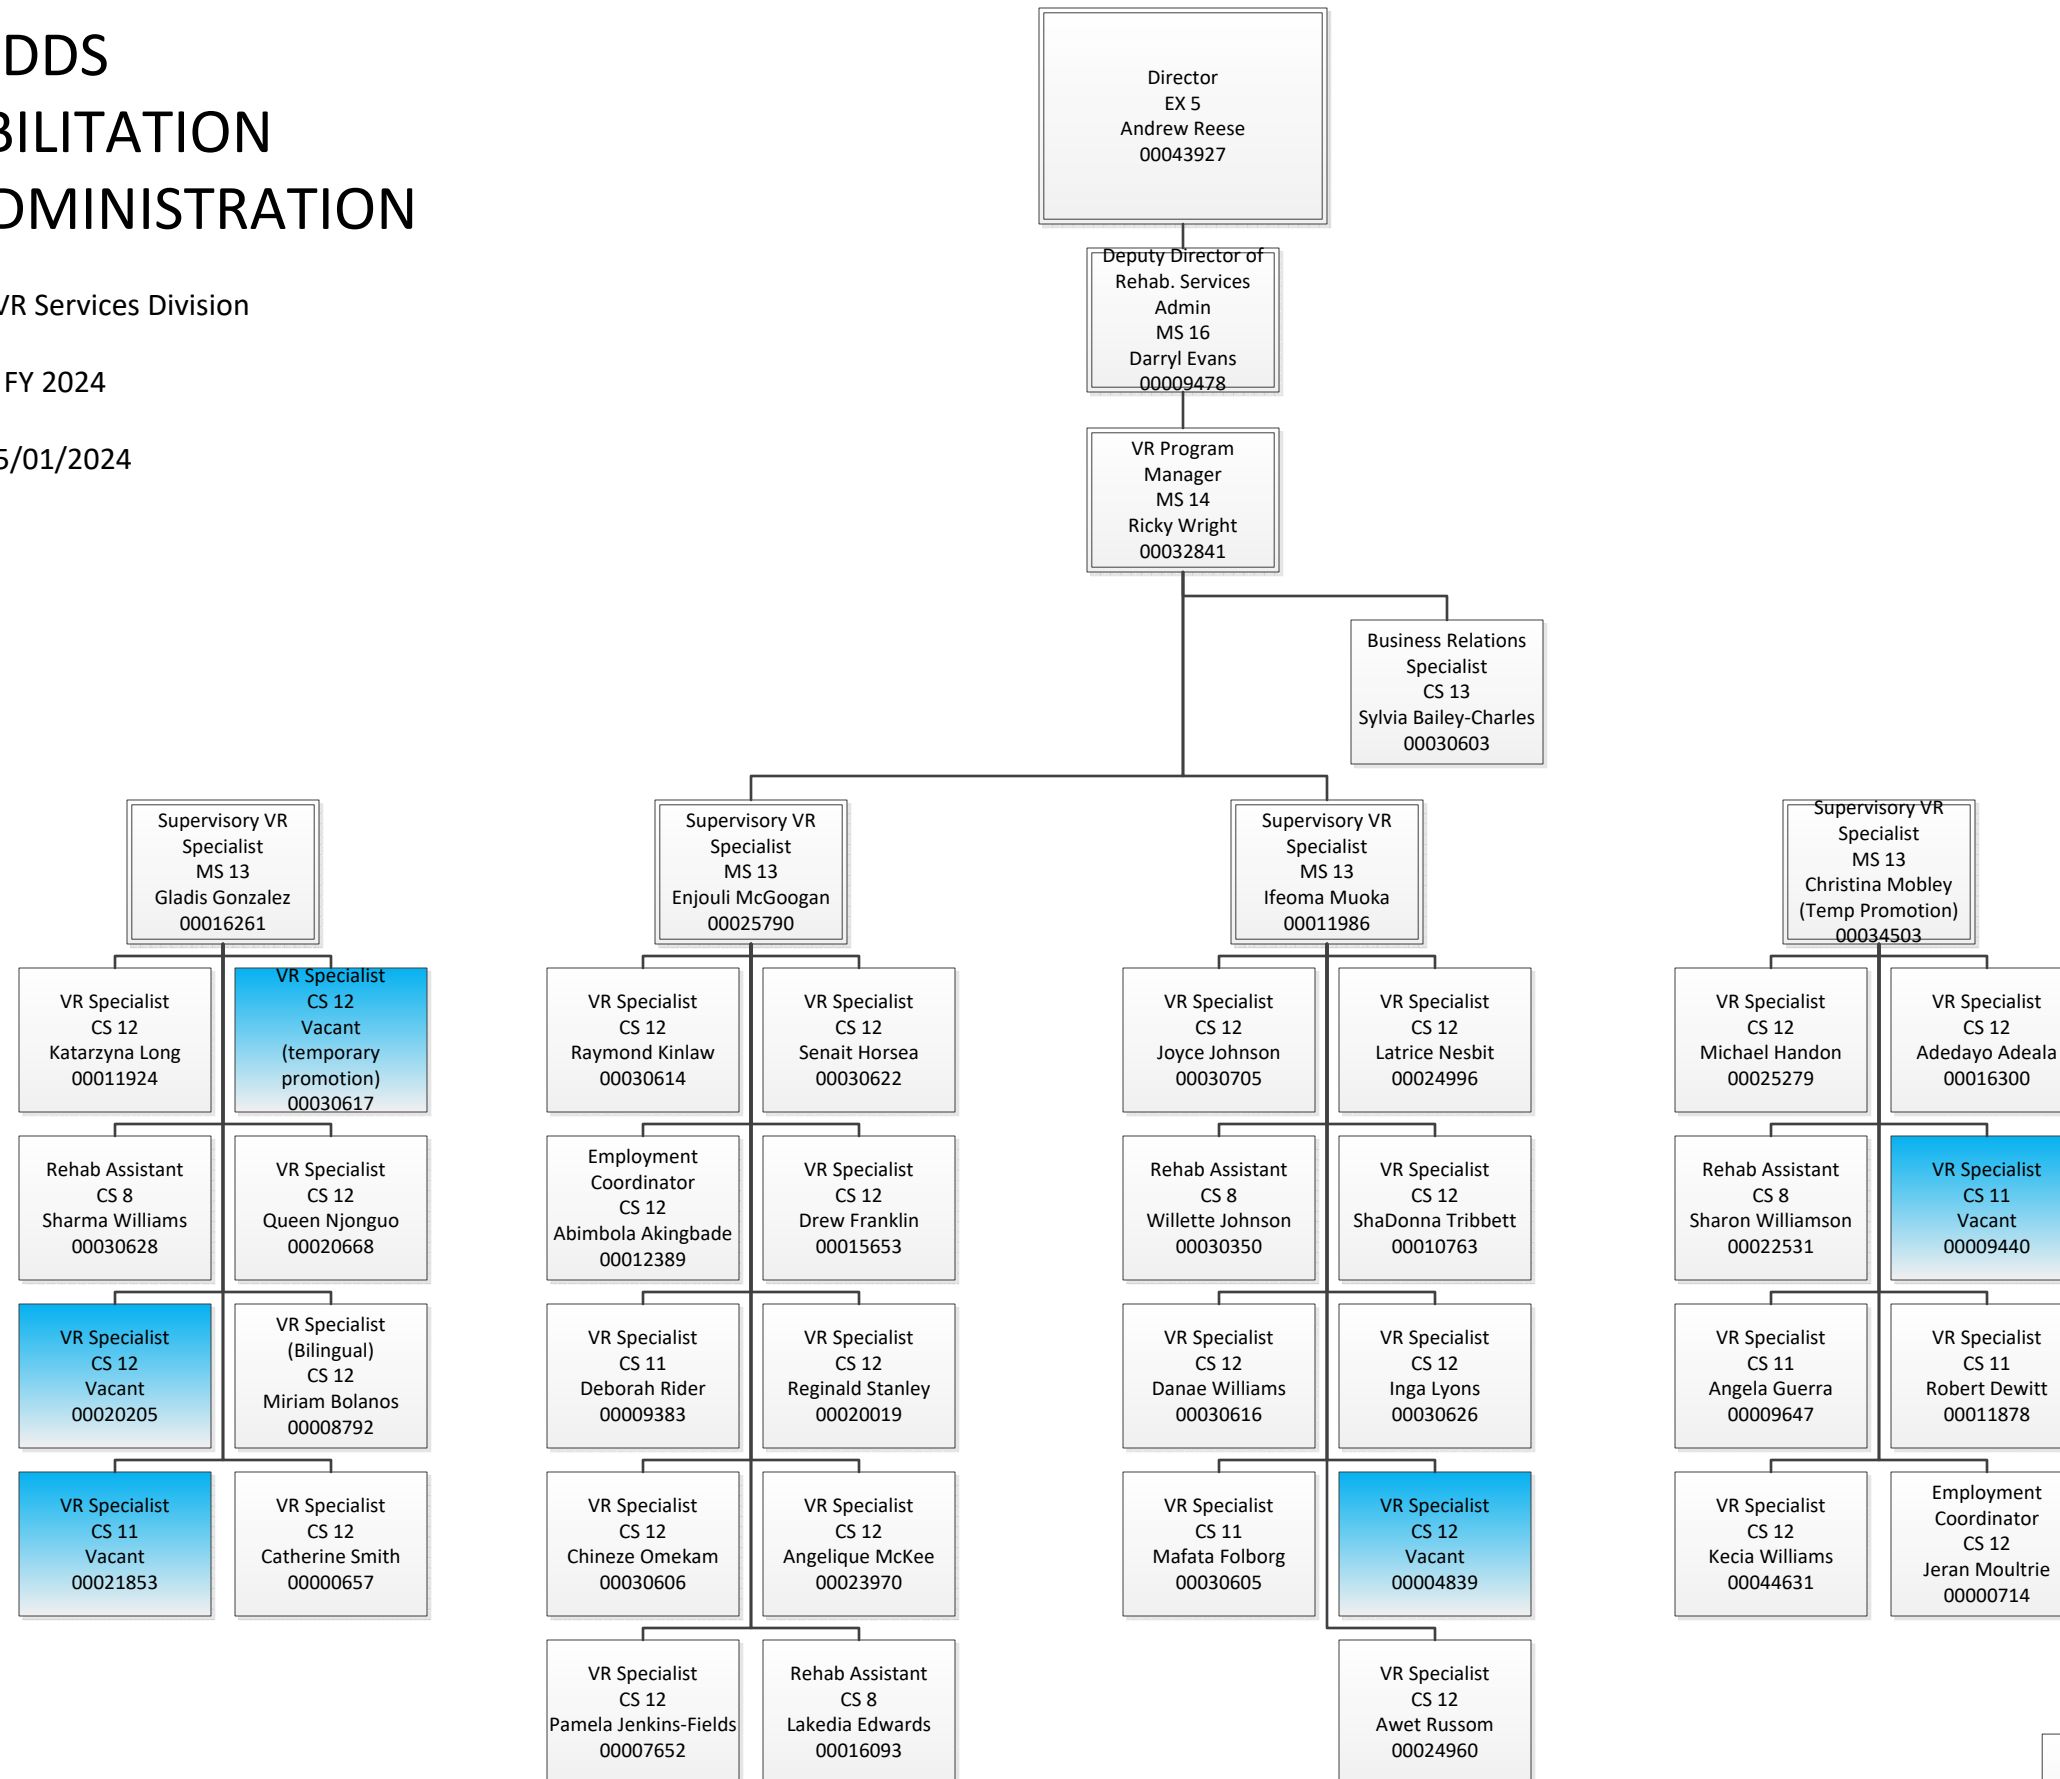 DDS
BILITATION
DMINISTRATION
VR Services Division
FY 2024
5/01/2024
Director
EX 5
Andrew Reese
00043927
Deputy Director of
Rehab. Services
Admin
MS 16
Darryl Evans
00009478
VR Program
Manager
MS 14
Ricky Wright
00032841
Business Relations
Specialist
CS 13
Sylvia Bailey-Charles
00030603
Supervisory VR
Specialist
MS 13
Gladis Gonzalez
00016261
VR Specialist
CS 12
Katarzyna Long
00011924
VR Specialist
CS 12
Vacant
(temporary
promotion)
00030617
Rehab Assistant
CS 8
Sharma Williams
00030628
VR Specialist
CS 12
Queen Njonguo
00020668
VR Specialist
CS 12
Vacant
00020205
VR Specialist
(Bilingual)
CS 12
Miriam Bolanos
00008792
VR Specialist
CS 11
Vacant
00021853
VR Specialist
CS 12
Catherine Smith
00000657
Supervisory VR
Specialist
MS 13
Enjouli McGoogan
00025790
VR Specialist
CS 12
Raymond Kinlaw
00030614
VR Specialist
CS 12
Senait Horsea
00030622
Employment
Coordinator
CS 12
Abimbola Akingbade
00012389
VR Specialist
CS 12
Drew Franklin
00015653
VR Specialist
CS 11
Deborah Rider
00009383
VR Specialist
CS 12
Reginald Stanley
00020019
VR Specialist
CS 12
Chineze Omekam
00030606
VR Specialist
CS 12
Angelique McKee
00023970
VR Specialist
CS 12
Pamela Jenkins-Fields
00007652
Rehab Assistant
CS 8
Lakedia Edwards
00016093
Supervisory VR
Specialist
MS 13
Ifeoma Muoka
00011986
VR Specialist
CS 12
Joyce Johnson
00030705
VR Specialist
CS 12
Latrice Nesbit
00024996
Rehab Assistant
CS 8
Willette Johnson
00030350
VR Specialist
CS 12
ShaDonna Tribbett
00010763
VR Specialist
CS 12
Danae Williams
00030616
VR Specialist
CS 12
Inga Lyons
00030626
VR Specialist
CS 11
Mafata Folborg
00030605
VR Specialist
CS 12
Vacant
00004839
VR Specialist
CS 12
Awet Russom
00024960
Supervisory VR
Specialist
MS 13
Christina Mobley
(Temp Promotion)
00034503
VR Specialist
CS 12
Michael Handon
00025279
VR Specialist
CS 12
Adedayo Adeala
00016300
Rehab Assistant
CS 8
Sharon Williamson
00022531
VR Specialist
CS 11
Vacant
00009440
VR Specialist
CS 11
Angela Guerra
00009647
VR Specialist
CS 11
Robert Dewitt
00011878
VR Specialist
CS 12
Kecia Williams
00044631
Employment
Coordinator
CS 12
Jeran Moultrie
00000714